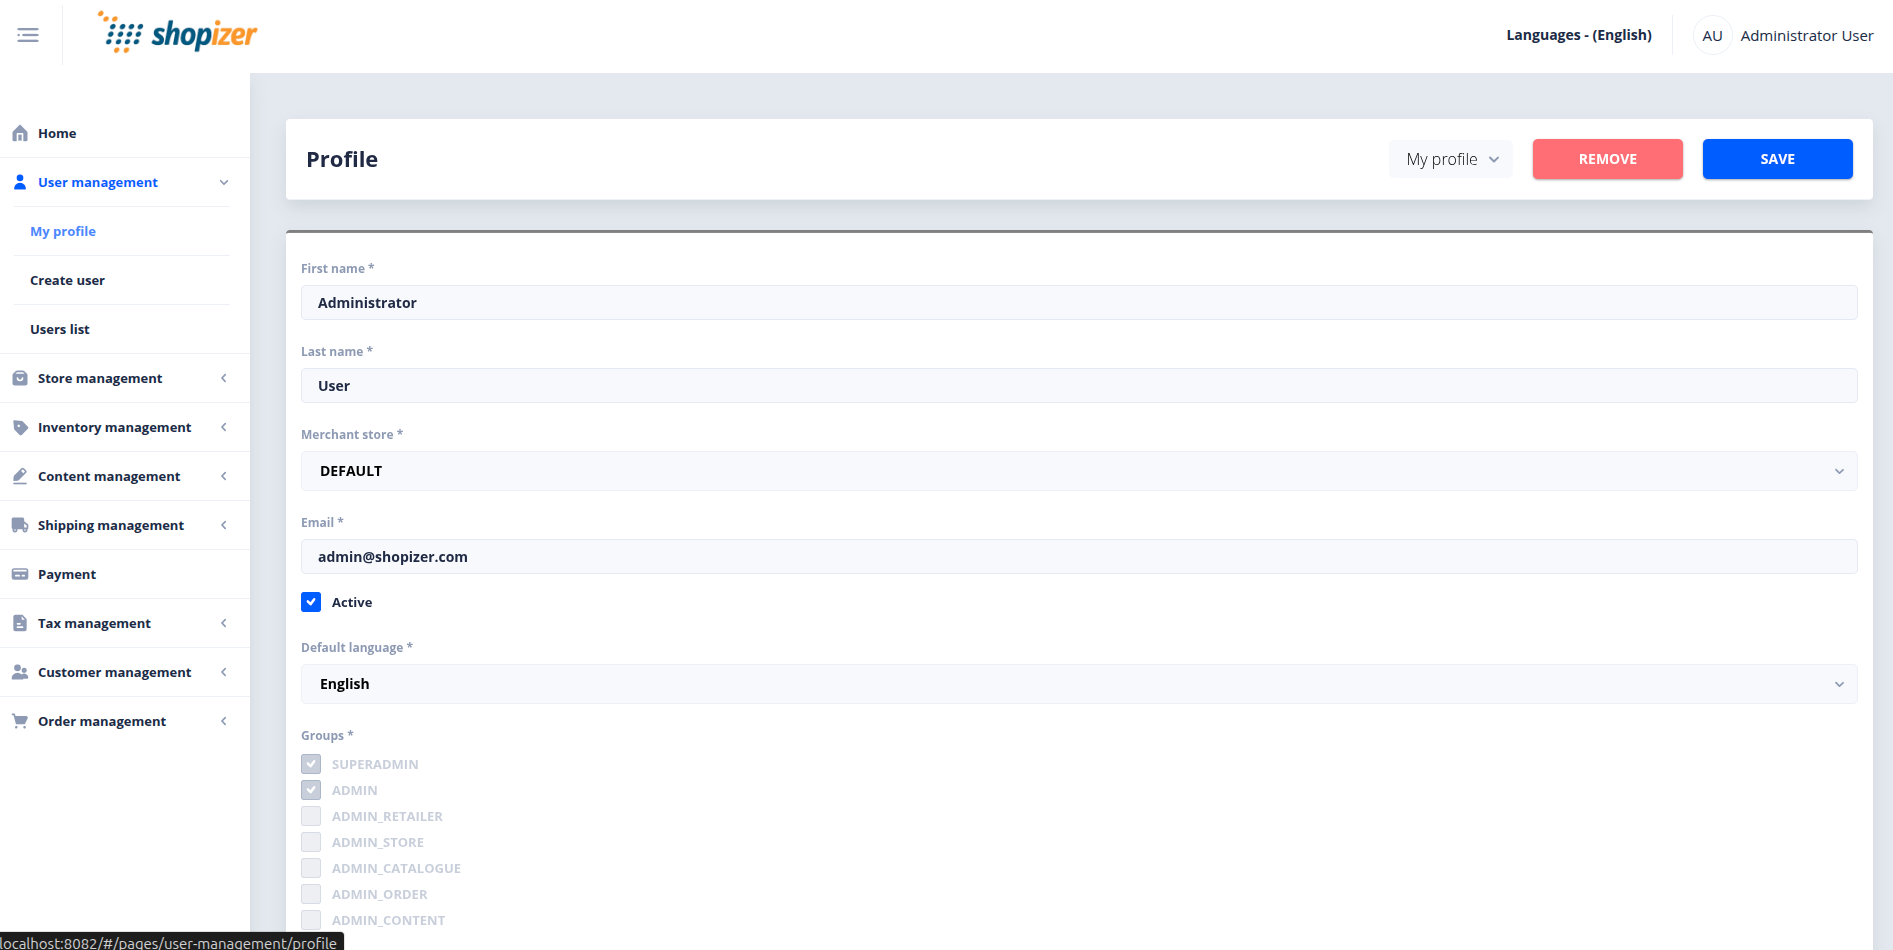 shopizer
Languages - (English)
AU
Administrator User
Home
User management
My profile
Create user
Users list
Store management
Inventory management
Content management
Shipping management
Payment
Tax management
Customer management
Order management
Profile
My profile
REMOVE
SAVE
First name *
Administrator
Last name *
User
Merchant store *
DEFAULT
Email *
admin@shopizer.com
Active
Default language *
English
Groups *
SUPERADMIN
ADMIN
ADMIN_RETAILER
ADMIN_STORE
ADMIN_CATALOGUE
ADMIN_ORDER
ADMIN_CONTENT
localhost:8082/#/pages/user-management/profile